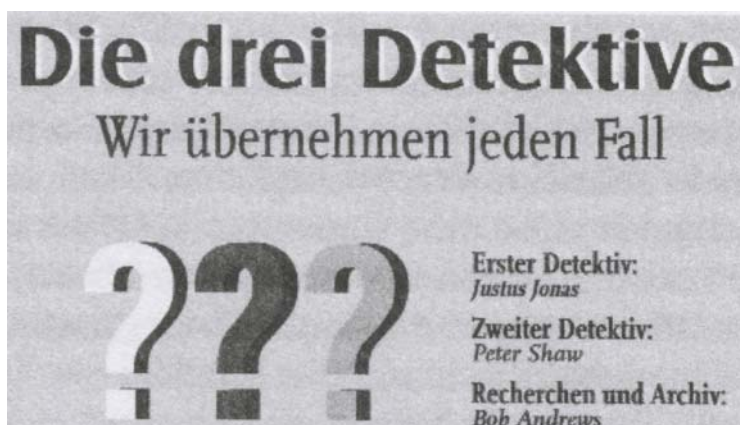 Die drei Detektive
Wir übernehmen jeden Fall
???
Erster Detektiv:
Justus Jonas
Zweiter Detektiv:
Peter Shaw
Recherchen und Archiv:
Bob Andrews